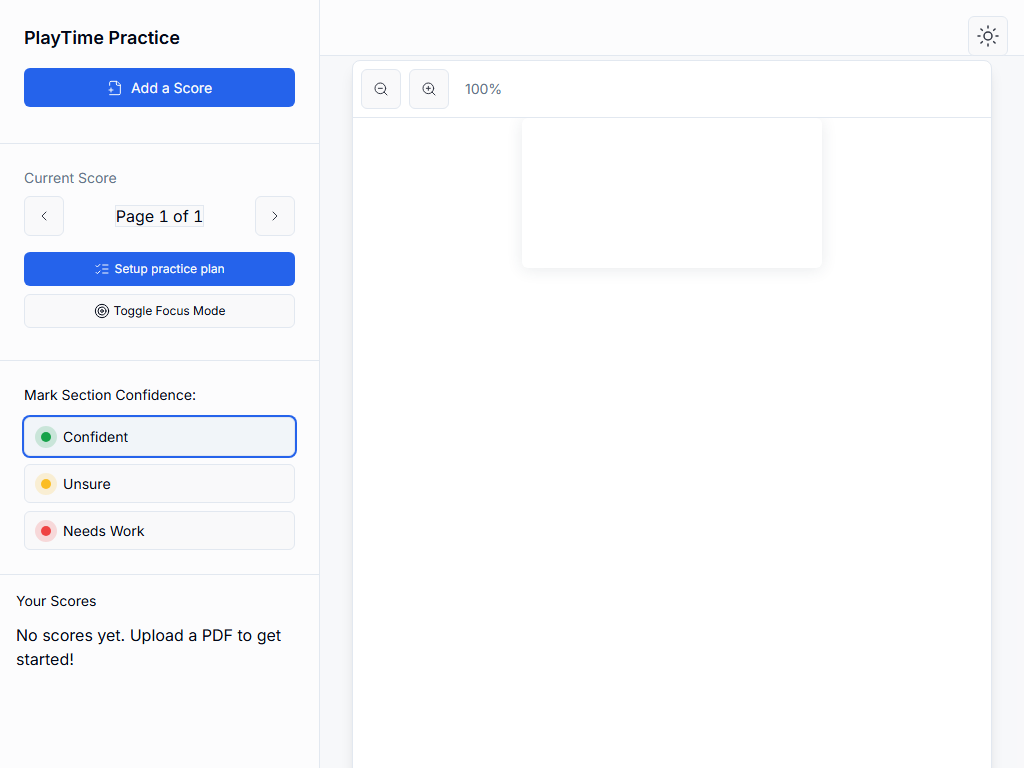 PlayTime Practice
Add a Score
100%
Current Score
Page 1 of 1
Setup practice plan
Toggle Focus Mode
Mark Section Confidence:
Confident
Unsure
Needs Work
Your Scores
No scores yet. Upload a PDF to get
started!